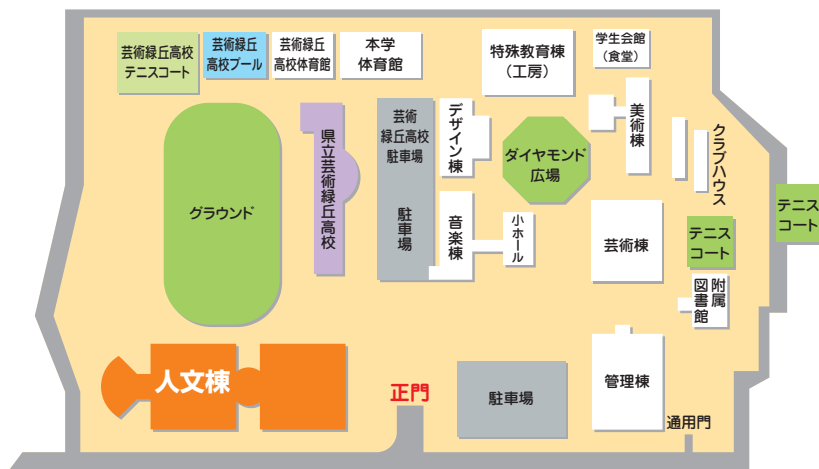 芸術緑丘高校
テニスコート
芸術緑丘
高校プール
芸術緑丘
高校体育館
本学
体育館
特殊教育棟
（工房）
学生会館
（食堂）
グラウンド
県立芸術緑丘高校
芸術
緑丘高校
駐車場
駐車場
デザイン棟
音楽棟
小ホール
ダイヤモンド
広場
美術棟
クラブハウス
テニス
コート
芸術棟
テニス
コート
附属
図書館
人文棟
正門
駐車場
管理棟
通用門